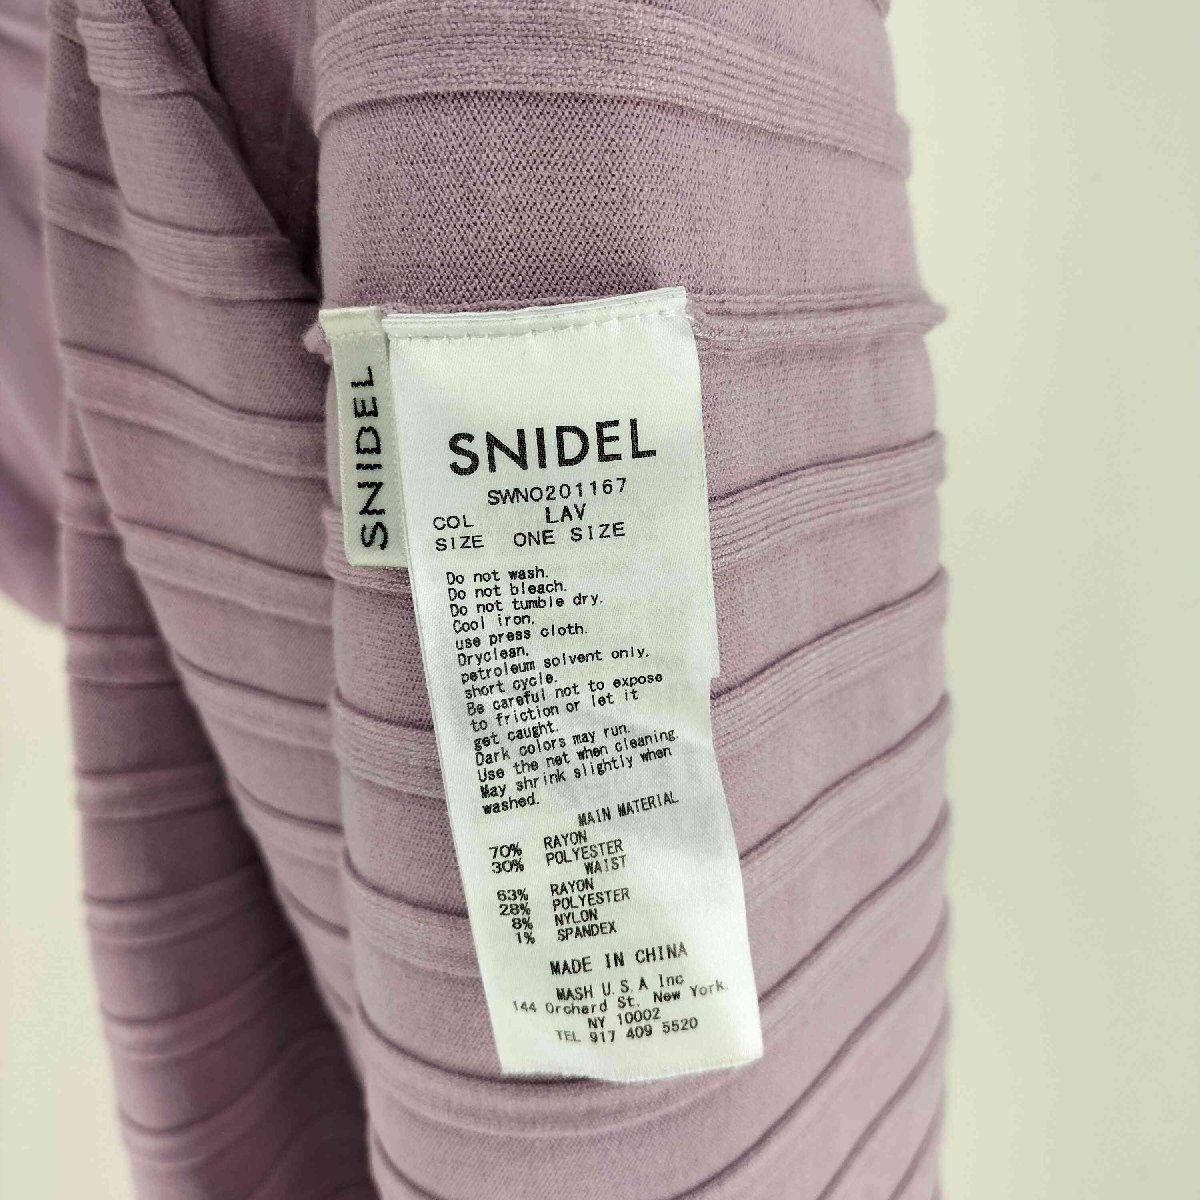 SNIDEL
SNIDEL
SWNO201167
COL LAV
SIZE ONE SIZE
Do not wash.
Do not bleach.
Do not tumble dry.
Cool iron.
use press cloth.
Dryclean.
petroleum solvent only.
short cycle.
Be careful not to expose
to friction or let it
get caught.
Dark colors may run.
Use the net when cleaning.
May shrink slightly when
washed.
MAIN MATERIAL
70% RAYON
30% POLYESTER
WAIST
63% RAYON
28% POLYESTER
8% NYLON
1% SPANDEX
MADE IN CHINA
MASH U.S.A Inc
144 Orchard St. New York.
NY 10002
TEL 917 409 5520